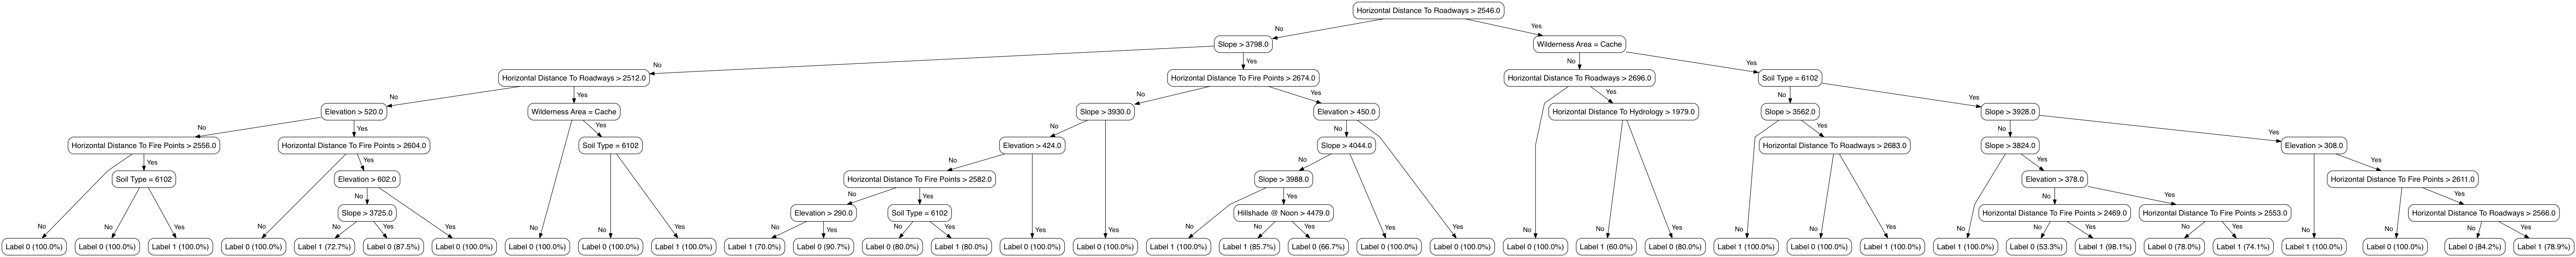 Horizontal Distance To Roadways > 2546.0
No
Yes
Slope > 3798.0
Wilderness Area = Cache
No
Yes
No
Yes
Horizontal Distance To Roadways > 2512.0
Horizontal Distance To Fire Points > 2674.0
Horizontal Distance To Roadways > 2696.0
Soil Type = 6102
No
Yes
No
Yes
No
Yes
No
Yes
Elevation > 520.0
Wilderness Area = Cache
Slope > 3930.0
Elevation > 450.0
Horizontal Distance To Hydrology > 1979.0
Slope > 3562.0
Slope > 3928.0
No
Yes
Yes
No
No
Yes
No
Yes
Horizontal Distance To Fire Points > 2556.0
Horizontal Distance To Fire Points > 2604.0
Soil Type = 6102
Elevation > 424.0
Slope > 4044.0
Horizontal Distance To Roadways > 2683.0
Slope > 3824.0
Elevation > 308.0
Yes
Yes
No
No
Yes
Yes
Soil Type = 6102
Elevation > 602.0
Horizontal Distance To Fire Points > 2582.0
Slope > 3988.0
Elevation > 378.0
Horizontal Distance To Fire Points > 2611.0
No
No
Yes
Yes
No
Yes
Yes
Slope > 3725.0
Elevation > 290.0
Soil Type = 6102
Hillshade @ Noon > 4479.0
Horizontal Distance To Fire Points > 2469.0
Horizontal Distance To Fire Points > 2553.0
Horizontal Distance To Roadways > 2566.0
No
No
Yes
No
No
Yes
Yes
No
No
Yes
No
Yes
No
Yes
Yes
Yes
No
No
Yes
Yes
Yes
No
No
Yes
No
No
Yes
No
No
Yes
No
Yes
No
No
No
Yes
Label 0 (100.0%)
Label 0 (100.0%)
Label 1 (100.0%)
Label 0 (100.0%)
Label 1 (72.7%)
Label 0 (87.5%)
Label 0 (100.0%)
Label 0 (100.0%)
Label 0 (100.0%)
Label 1 (100.0%)
Label 1 (70.0%)
Label 0 (90.7%)
Label 0 (80.0%)
Label 1 (80.0%)
Label 0 (100.0%)
Label 0 (100.0%)
Label 1 (100.0%)
Label 1 (85.7%)
Label 0 (66.7%)
Label 0 (100.0%)
Label 0 (100.0%)
Label 0 (100.0%)
Label 1 (60.0%)
Label 0 (80.0%)
Label 1 (100.0%)
Label 0 (100.0%)
Label 1 (100.0%)
Label 1 (100.0%)
Label 0 (53.3%)
Label 1 (98.1%)
Label 0 (78.0%)
Label 1 (74.1%)
Label 1 (100.0%)
Label 0 (100.0%)
Label 0 (84.2%)
Label 1 (78.9%)